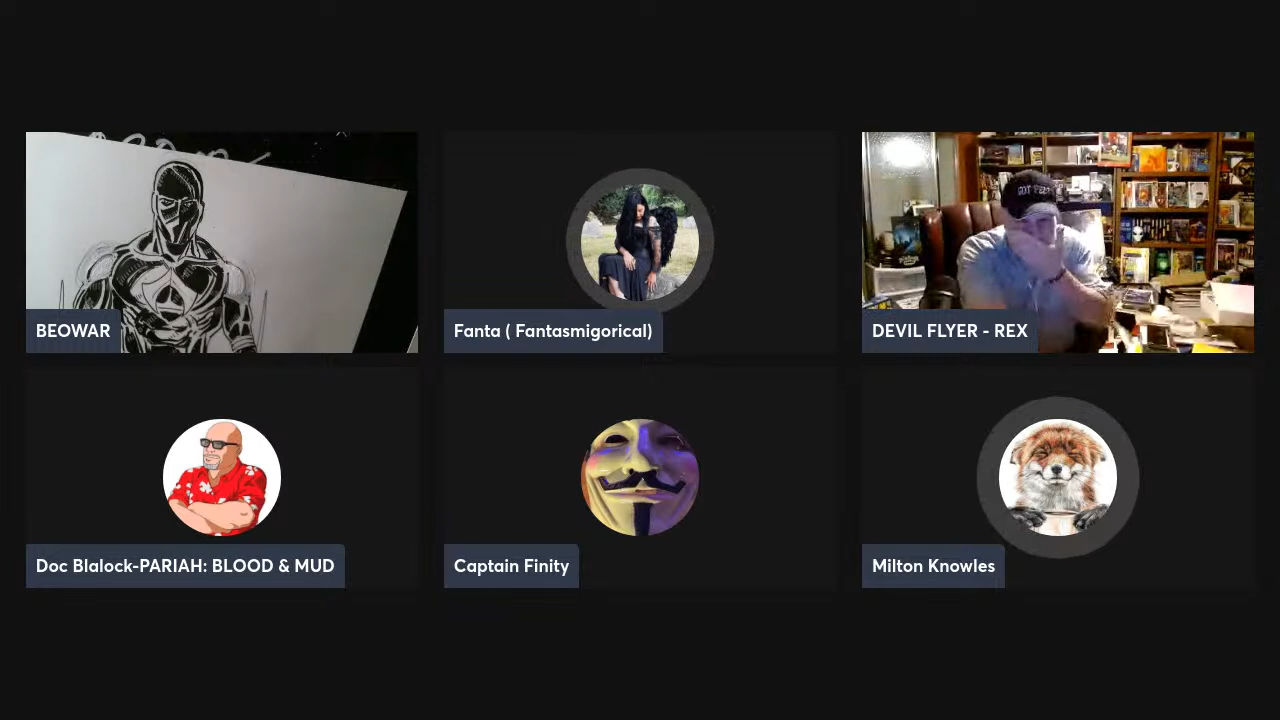 BEOWAR
Fanta ( Fantasmigorical)
DEVIL FLYER - REX
Doc Blalock-PARIAH: BLOOD & MUD
Captain Finity
Milton Knowles